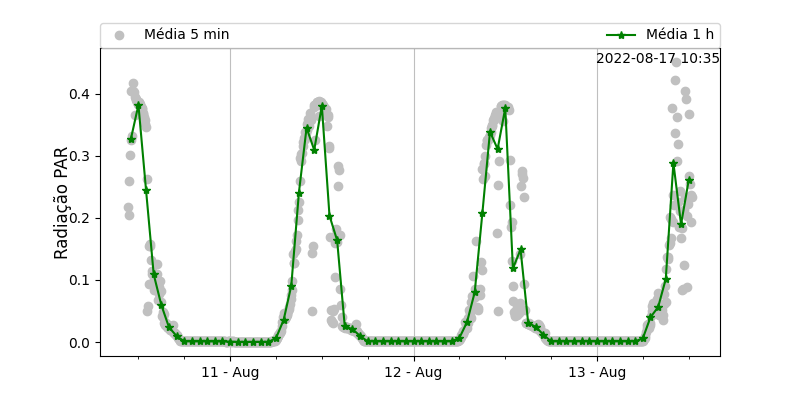 Média 5 min
Média 1 h
2022-08-17 10:35
Radiação PAR
0.4
0.3
0.2
0.1
0.0
11 - Aug
12 - Aug
13 - Aug